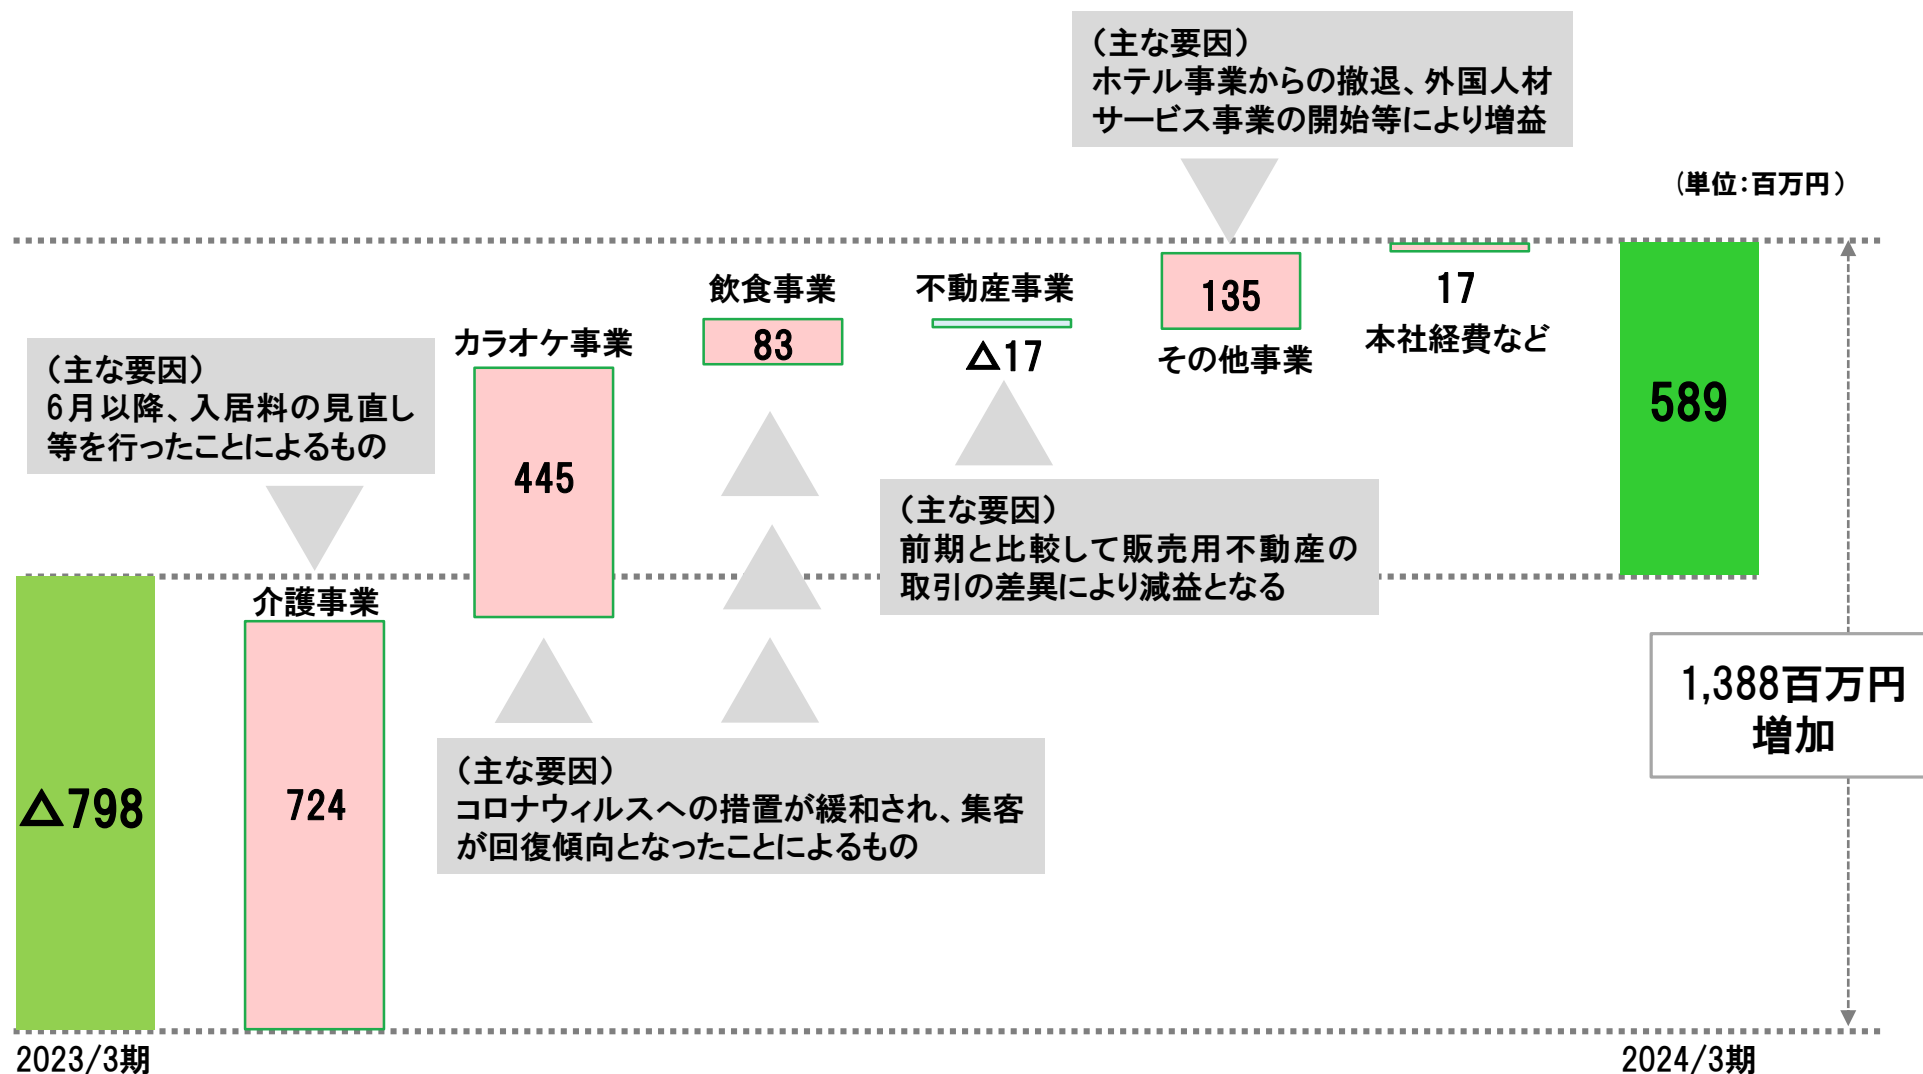 （主な要因）
ホテル事業からの撤退、外国人材
サービス事業の開始等により増益
（単位：百万円）
（主な要因）
6月以降、入居料の見直し
等を行ったことによるもの
カラオケ事業
445
飲食事業
83
不動産事業
△17
135
その他事業
17
本社経費など
589
（主な要因）
前期と比較して販売用不動産の
取引の差異により減益となる
介護事業
724
△798
（主な要因）
コロナウィルスへの措置が緩和され、集客
が回復傾向となったことによるもの
1,388百万円
増加
2023/3期
2024/3期